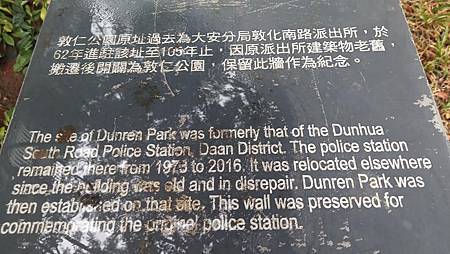 敦仁公園原址過去為大安分局敦化南路派出所，於
62年進駐該址至105年止，因原派出所建築物老舊，
搬遷後開闢為敦仁公園，保留此牆作為紀念。
The site of Dunren Park was formerly that of the Dunhua
South Road Police Station, Daan District. The police station
remained there from 1973 to 2016. It was relocated elsewhere
since the building was old and in disrepair. Dunren Park was
then established on that site. This wall was preserved for
commemorating the original police station.